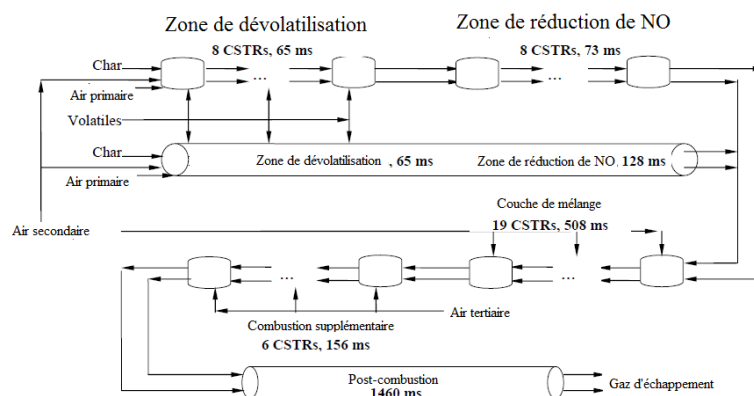 Zone de dévolatilisation
Zone de réduction de NO
8 CSTRs, 65 ms
8 CSTRs, 73 ms
Char
...
...
Air primaire
Volatiles
Char
Zone de dévolatilisation , 65 ms
Zone de réduction de NO, 128 ms
Air primaire
Couche de mélange
19 CSTRs, 508 ms
Air secondaire
...
...
Combustion supplémentaire
Air tertiaire
6 CSTRs, 156 ms
Post-combustion
1460 ms
Gaz d'échappement